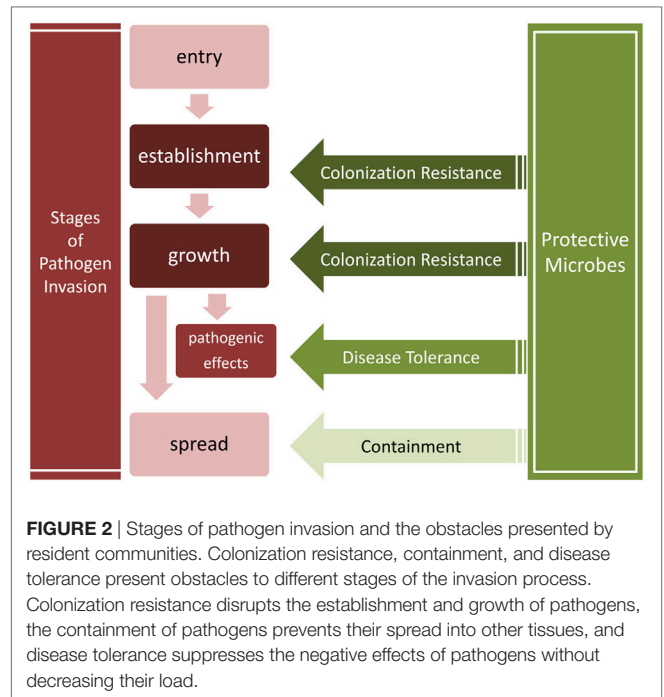 entry
establishment
Colonization Resistance
Stages
of
Pathogen
Invasion
growth
Colonization Resistance
Protective
Microbes
pathogenic
effects
Disease Tolerance
spread
Containment
FIGURE 2 | Stages of pathogen invasion and the obstacles presented by
resident communities. Colonization resistance, containment, and disease
tolerance present obstacles to different stages of the invasion process.
Colonization resistance disrupts the establishment and growth of pathogens,
the containment of pathogens prevents their spread into other tissues, and
disease tolerance suppresses the negative effects of pathogens without
decreasing their load.